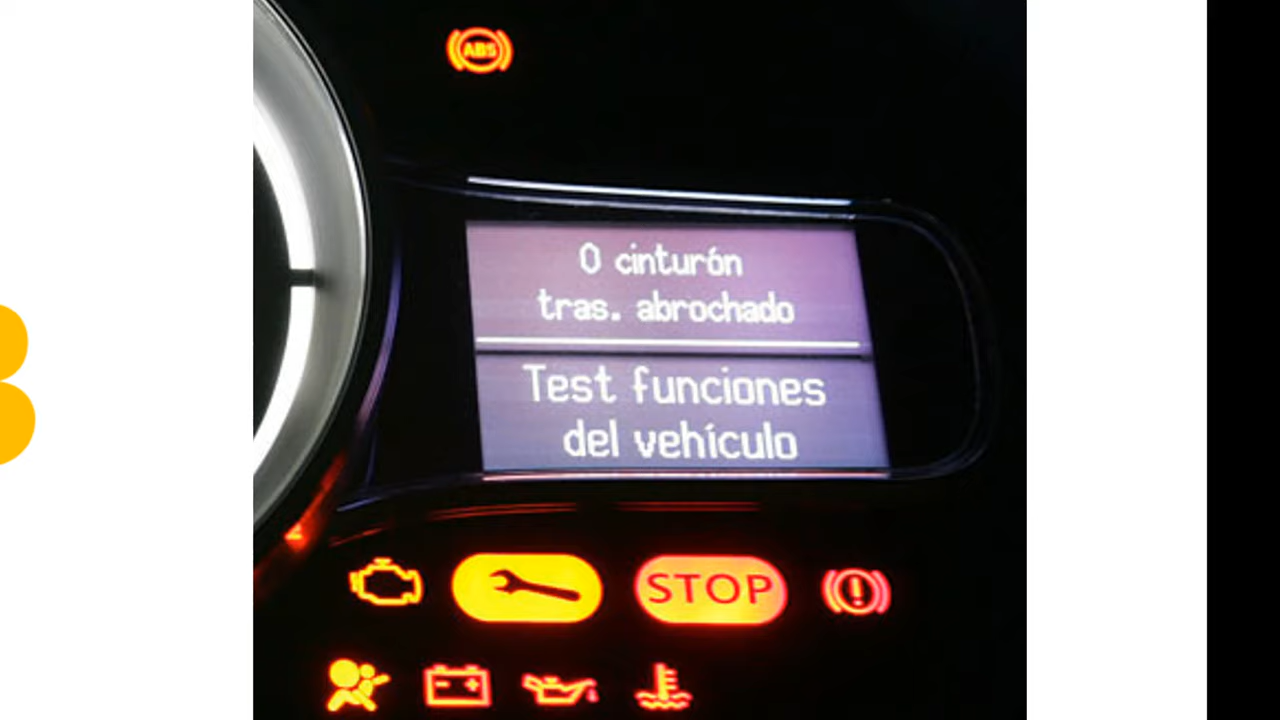 ABS
0 cinturón
tras. abrochado
Test funciones
del vehículo
STOP